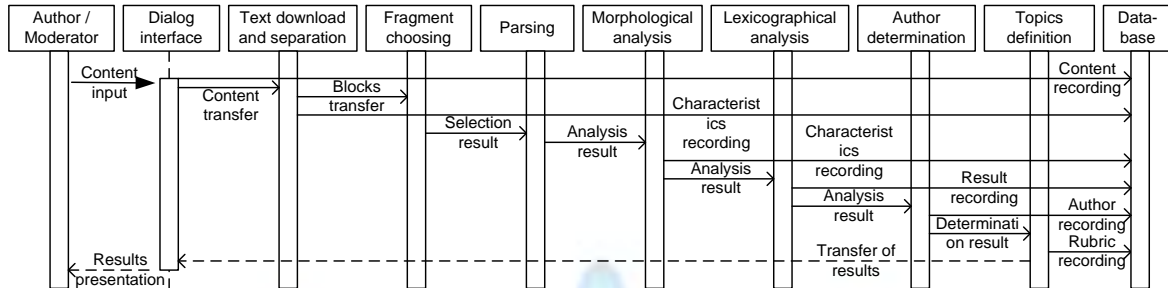 Author /
Moderator
Dialog
interface
Text download
and separation
Fragment
choosing
Parsing
Morphological
analysis
Lexicographical
analysis
Author
determination
Topics
definition
Data-
base
Content
input
Content
transfer
Blocks
transfer
Content
recording
Selection
result
Analysis
result
Characterist
ics
recording
Analysis
result
Characterist
ics
recording
Analysis
result
Result
recording
Author
recording
Determinati
on result
Rubric
recording
Transfer of
results
Results
presentation